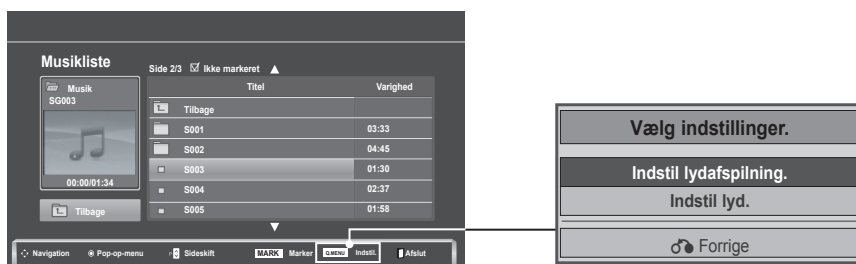 Musikliste
Side 2/3 Ikke markeret
Musik
SG003
00:00/01:34
Tilbage
Titel Varighed
Tilbage
S001 03:33
S002 04:45
S003 01:30
S004 02:37
S005 01:58
Navigation Pop-op-menu P Sideskift MARK Marker Q.MENU Indstil. Afslut
Vælg indstillinger.
Indstil lydafspilning.
Indstil lyd.
Forrige